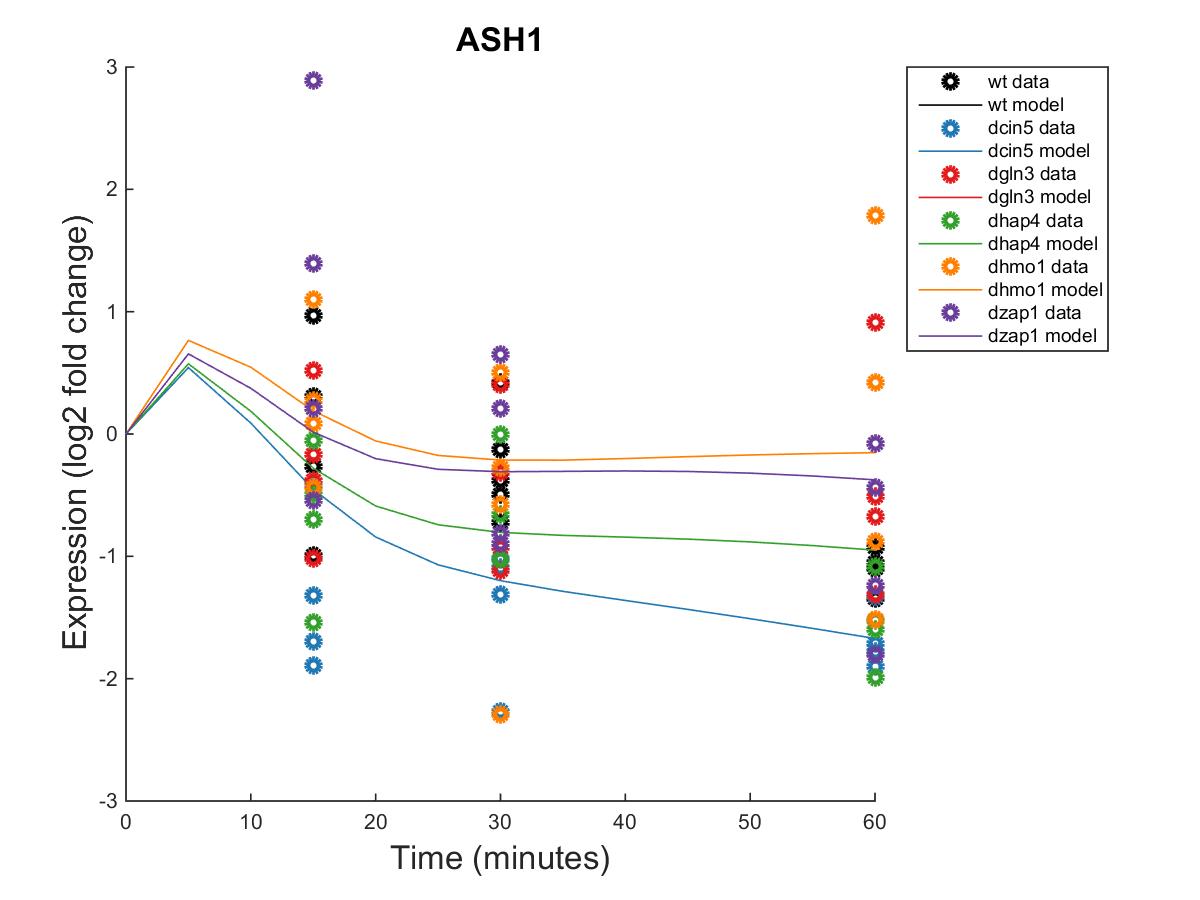 ASH1
Expression (log2 fold change)
3
2
1
0
-1
-2
-3
0
10
20
30
40
50
60
Time (minutes)
wt data
wt model
dcin5 data
dcin5 model
dgln3 data
dgln3 model
dhap4 data
dhap4 model
dhmo1 data
dhmo1 model
dzap1 data
dzap1 model